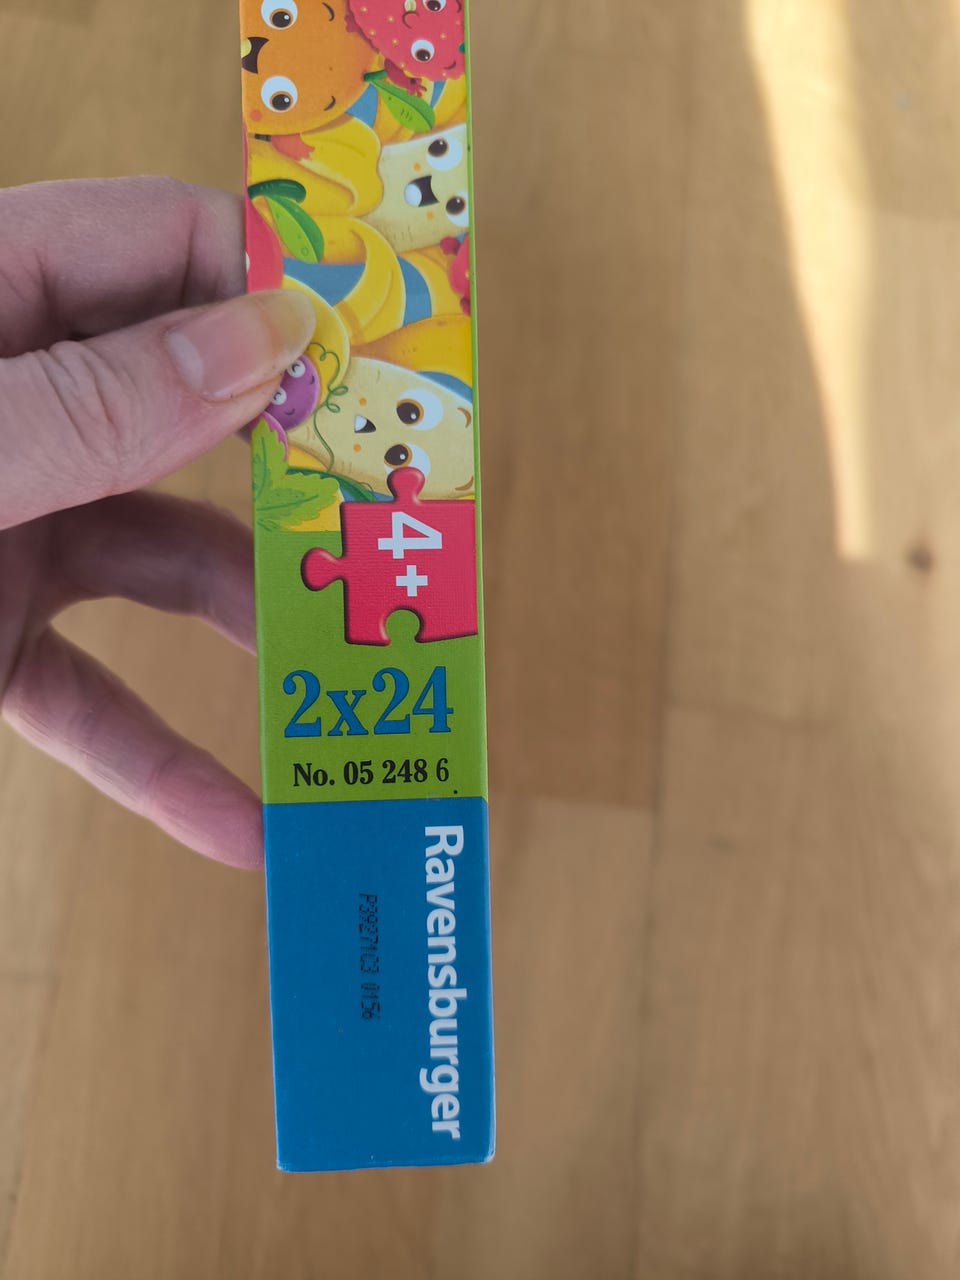 4+
2x24
No. 05 248 6
Ravensburger